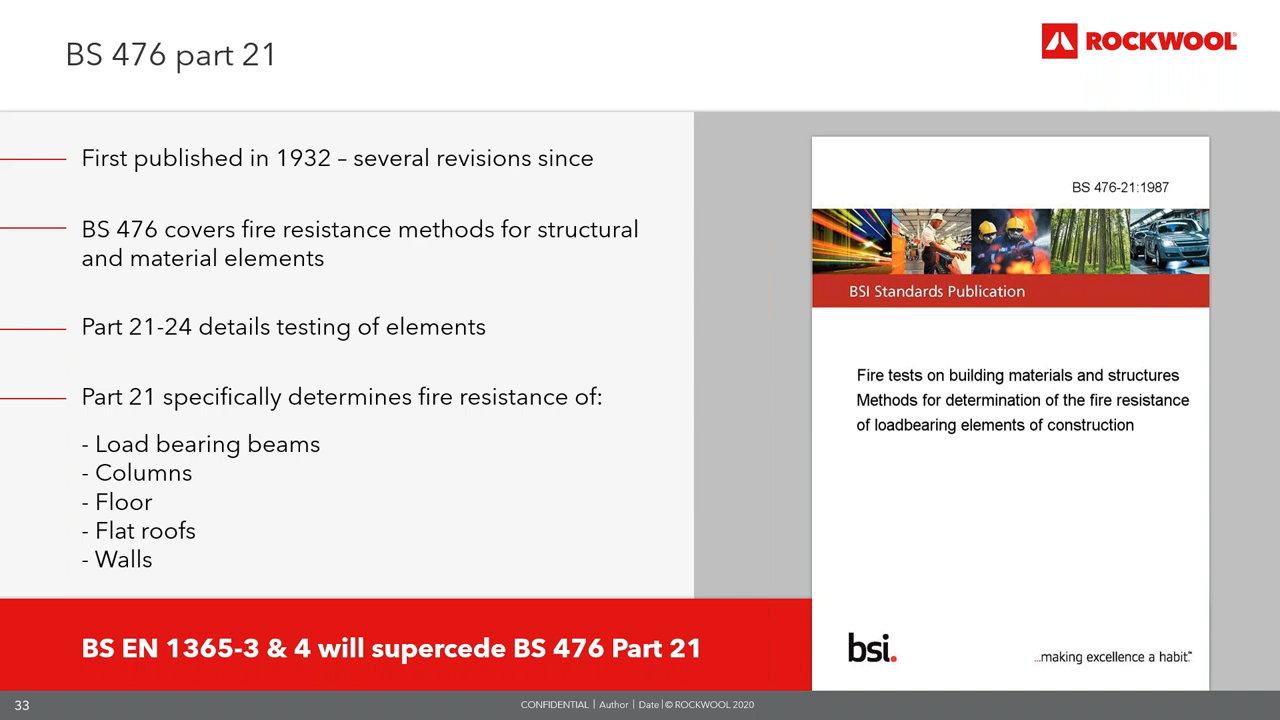 BS 476 part 21
ROCKWOOL
First published in 1932 – several revisions since
BS 476 covers fire resistance methods for structural
and material elements
Part 21-24 details testing of elements
Part 21 specifically determines fire resistance of:
- Load bearing beams
- Columns
- Floor
- Flat roofs
- Walls
BS 476-21:1987
BSI Standards Publication
Fire tests on building materials and structures
Methods for determination of the fire resistance
of loadbearing elements of construction
bsi.
...making excellence a habit.™
BS EN 1365-3 & 4 will supercede BS 476 Part 21
33
CONFIDENTIAL | Author | Date | © ROCKWOOL 2020